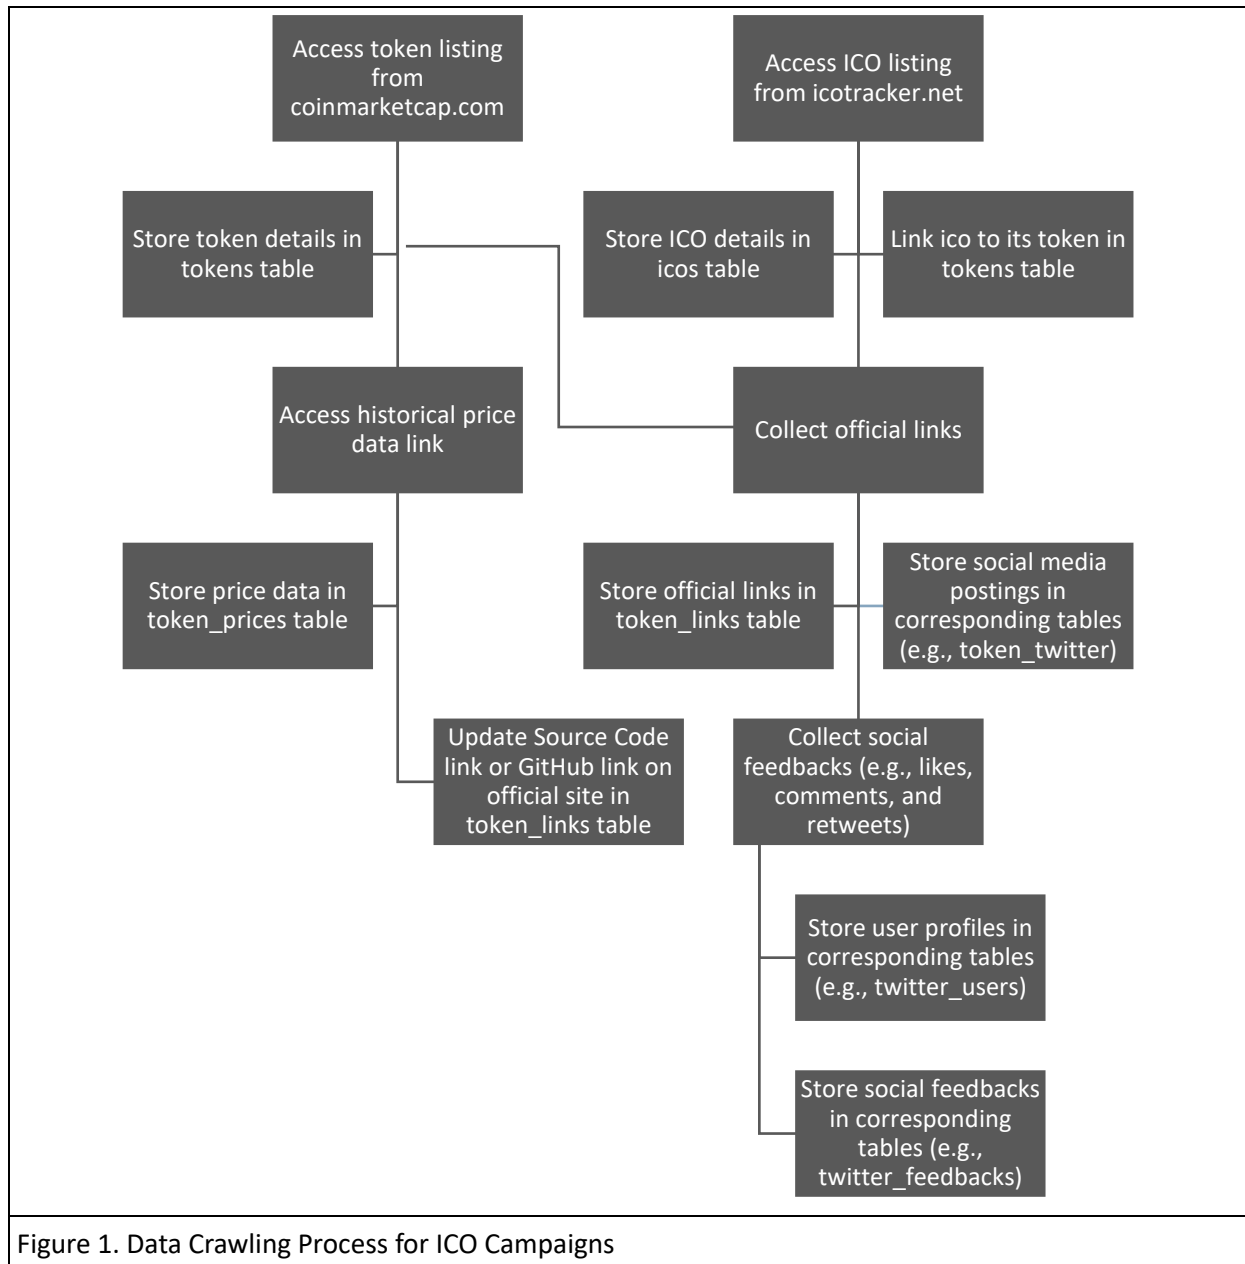 Access token listing
from
coinmarketcap.com
Access ICO listing
from icotracker.net
Store token details in
tokens table
Store ICO details in
icos table
Link ico to its token in
tokens table
Access historical price
data link
Collect official links
Store price data in
token_prices table
Store official links in
token_links table
Store social media
postings in
corresponding tables
(e.g., token_twitter)
Update Source Code
link or GitHub link on
official site in
token_links table
Collect social
feedbacks (e.g., likes,
comments, and
retweets)
Store user profiles in
corresponding tables
(e.g., twitter_users)
Store social feedbacks
in corresponding
tables (e.g.,
twitter_feedbacks)
Figure 1. Data Crawling Process for ICO Campaigns